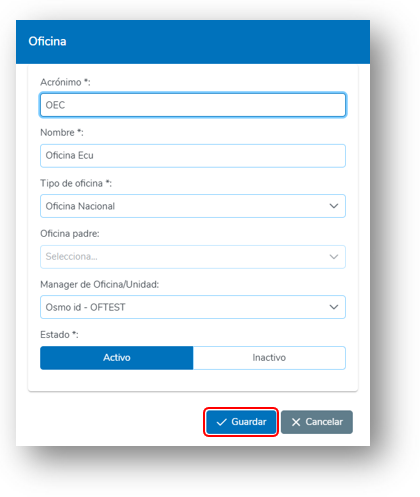 Oficina
Acrónimo *:
OEC
Nombre *:
Oficina Ecu
Tipo de oficina *:
Oficina Nacional
Oficina padre:
Selecciona...
Manager de Oficina/Unidad:
Osmo id - OFTEST
Estado *:
Activo Inactivo
Guardar Cancelar